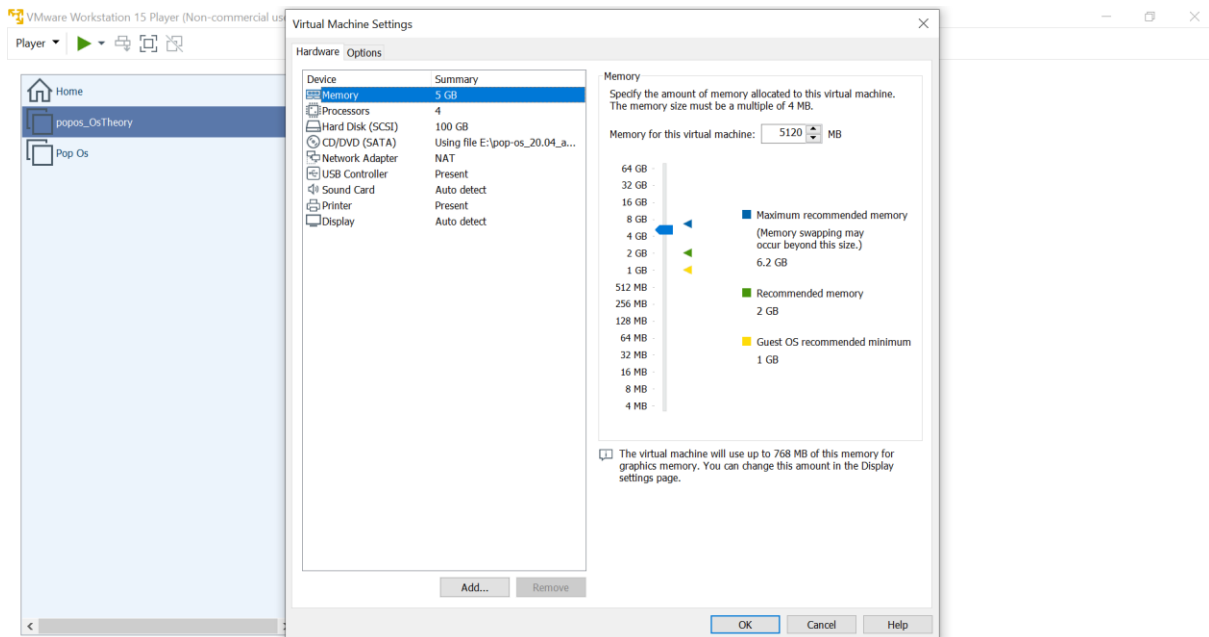 VMware Workstation 15 Player (Non-commercial us
Player
Home
popos_OsTheory
Pop Os
Virtual Machine Settings
Hardware Options
Device Summary
Memory 5 GB
Processors 4
Hard Disk (SCSI) 100 GB
CD/DVD (SATA) Using file E:\pop-os_20.04_a...
Network Adapter NAT
USB Controller Present
Sound Card Auto detect
Printer Present
Display Auto detect
Add... Remove
Memory
Specify the amount of memory allocated to this virtual machine.
The memory size must be a multiple of 4 MB.
Memory for this virtual machine: 5120 MB
64 GB
32 GB
16 GB
8 GB
4 GB
2 GB
1 GB
512 MB
256 MB
128 MB
64 MB
32 MB
16 MB
8 MB
4 MB
Maximum recommended memory
(Memory swapping may
occur beyond this size.)
6.2 GB
Recommended memory
2 GB
Guest OS recommended minimum
1 GB
The virtual machine will use up to 768 MB of this memory for
graphics memory. You can change this amount in the Display
settings page.
OK Cancel Help